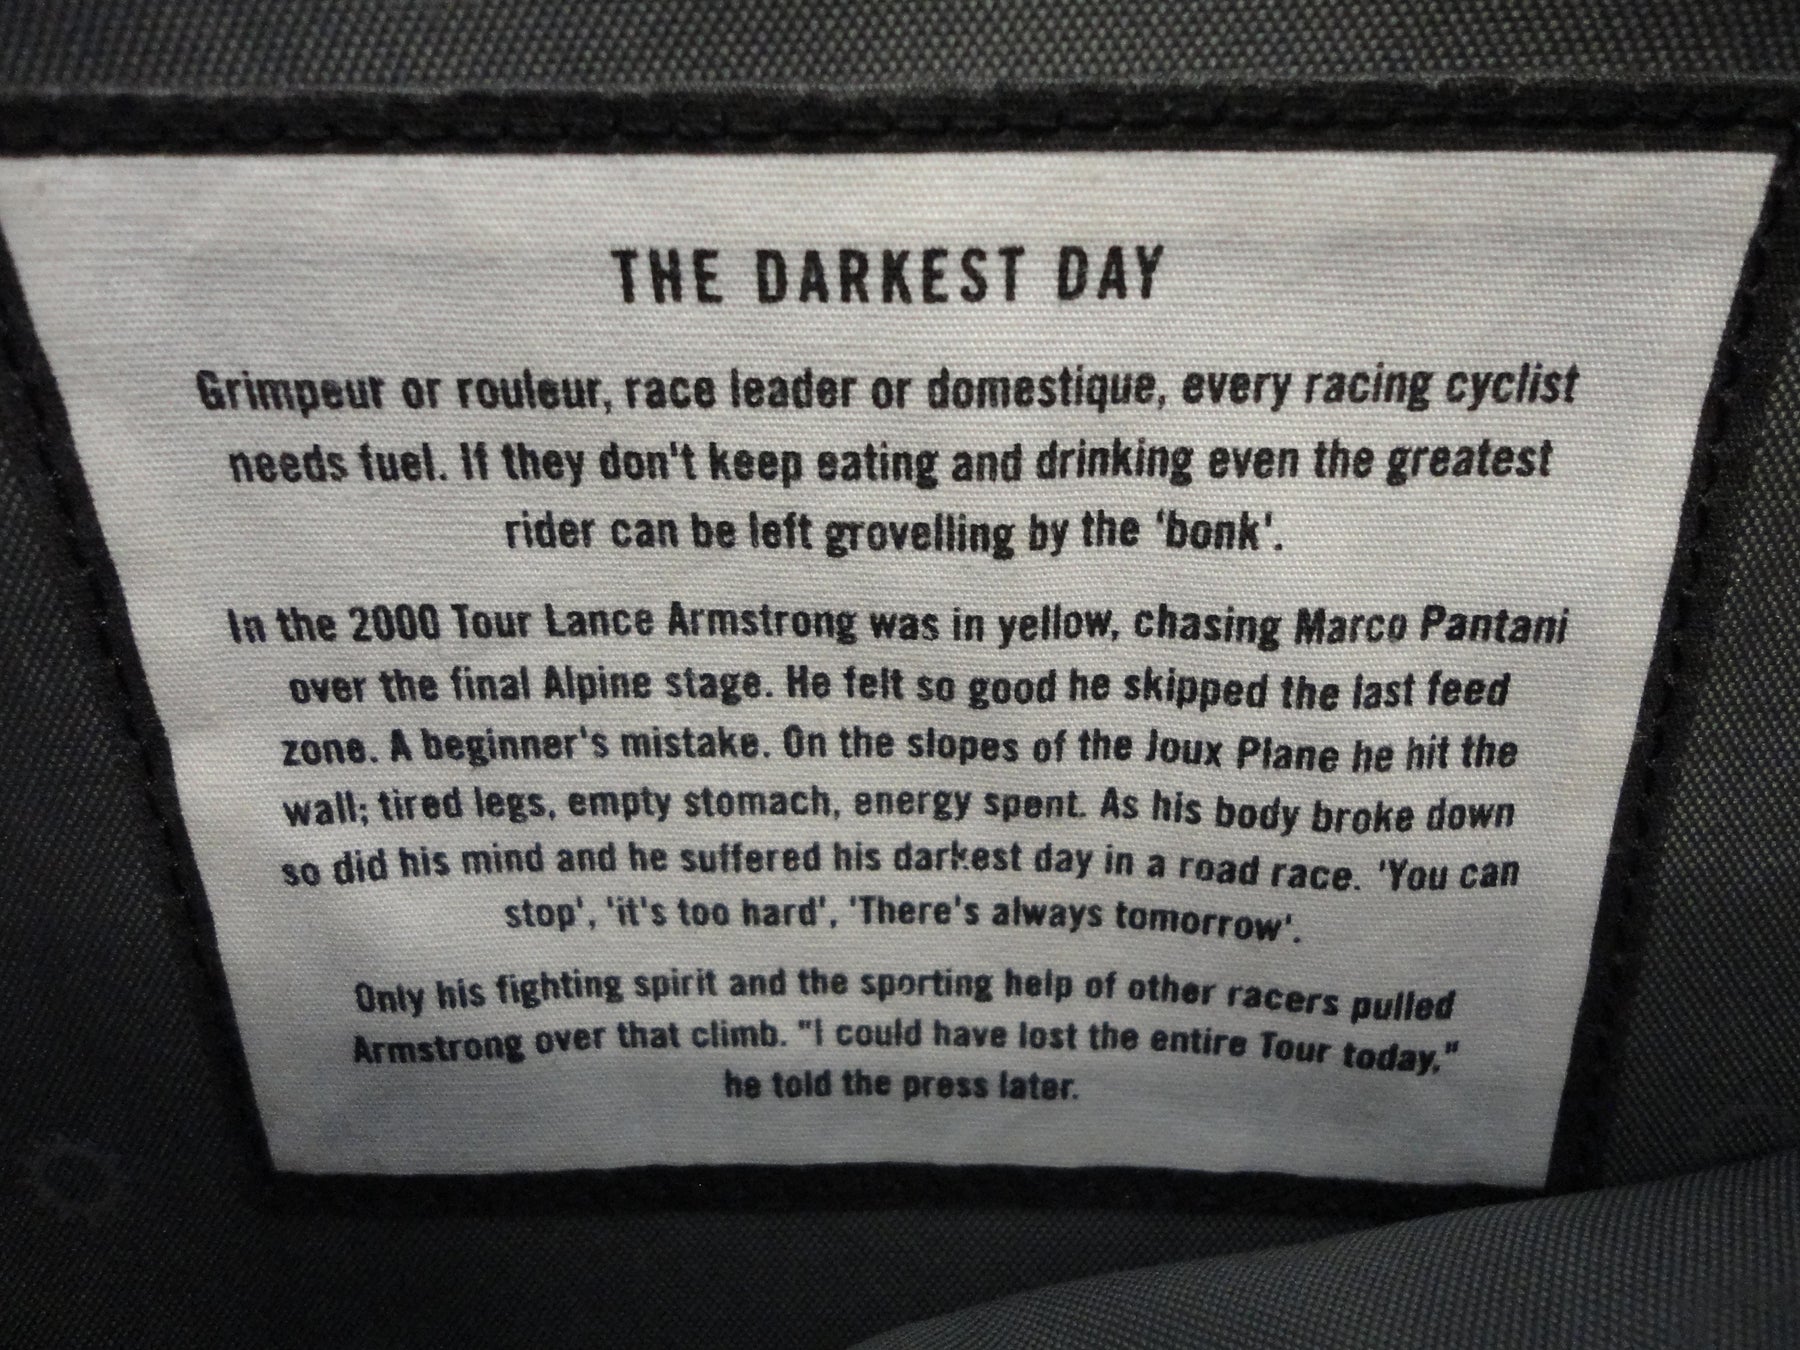 THE DARKEST DAY
Grimpeur or rouleur, race leader or domestique, every racing cyclist
needs fuel. If they don't keep eating and drinking even the greatest
rider can be left grovelling by the 'bonk'.
In the 2000 Tour Lance Armstrong was in yellow, chasing Marco Pantani
over the final Alpine stage. He felt so good he skipped the last feed
zone. A beginner's mistake. On the slopes of the Joux Plane he hit the
wall; tired legs, empty stomach, energy spent. As his body broke down
so did his mind and he suffered his darkest day in a road race. 'You can
stop', 'it's too hard', 'There's always tomorrow'.
Only his fighting spirit and the sporting help of other racers pulled
Armstrong over that climb. "I could have lost the entire Tour today,"
he told the press later.